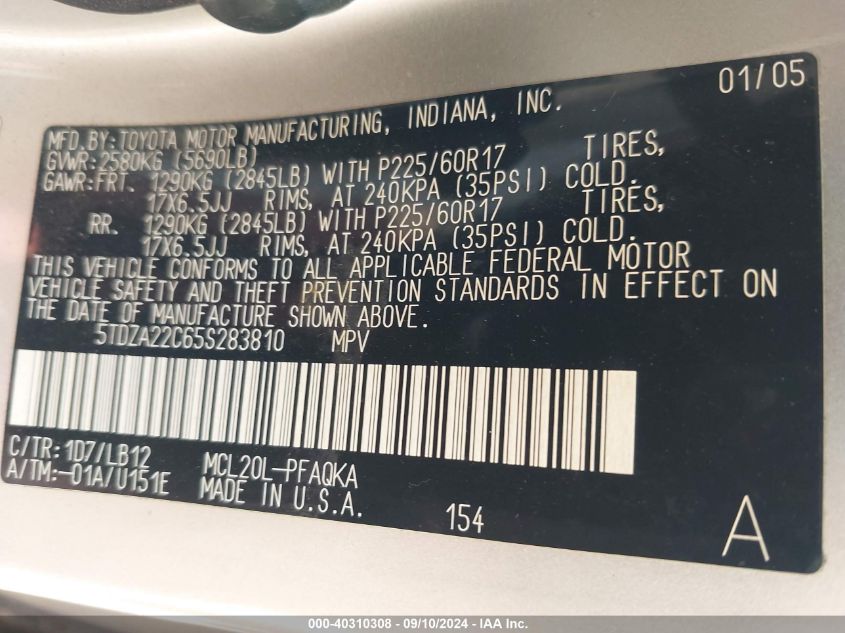 01/05
MFD.BY:TOYOTA MOTOR MANUFACTURING, INDIANA, INC.
GVWR:2580KG (5690LB)
GAWR:FRT. 1290KG (2845LB) WITH P225/60R17 TIRES,
17X6.5JJ RIMS, AT 240KPA (35PSI) COLD.
RR. 1290KG (2845LB) WITH P225/60R17 TIRES,
17X6.5JJ RIMS, AT 240KPA (35PSI) COLD.
THIS VEHICLE CONFORMS TO ALL APPLICABLE FEDERAL MOTOR
VEHICLE SAFETY AND THEFT PREVENTION STANDARDS IN EFFECT ON
THE DATE OF MANUFACTURE SHOWN ABOVE.
5TDZA22C65S283810 MPV
C/TR:1D7/LB12 MCL20L-PFAQKA
A/TM:-01A/U151E MADE IN U.S.A.
154
A
000-40310308 - 09/10/2024 - IAA Inc.